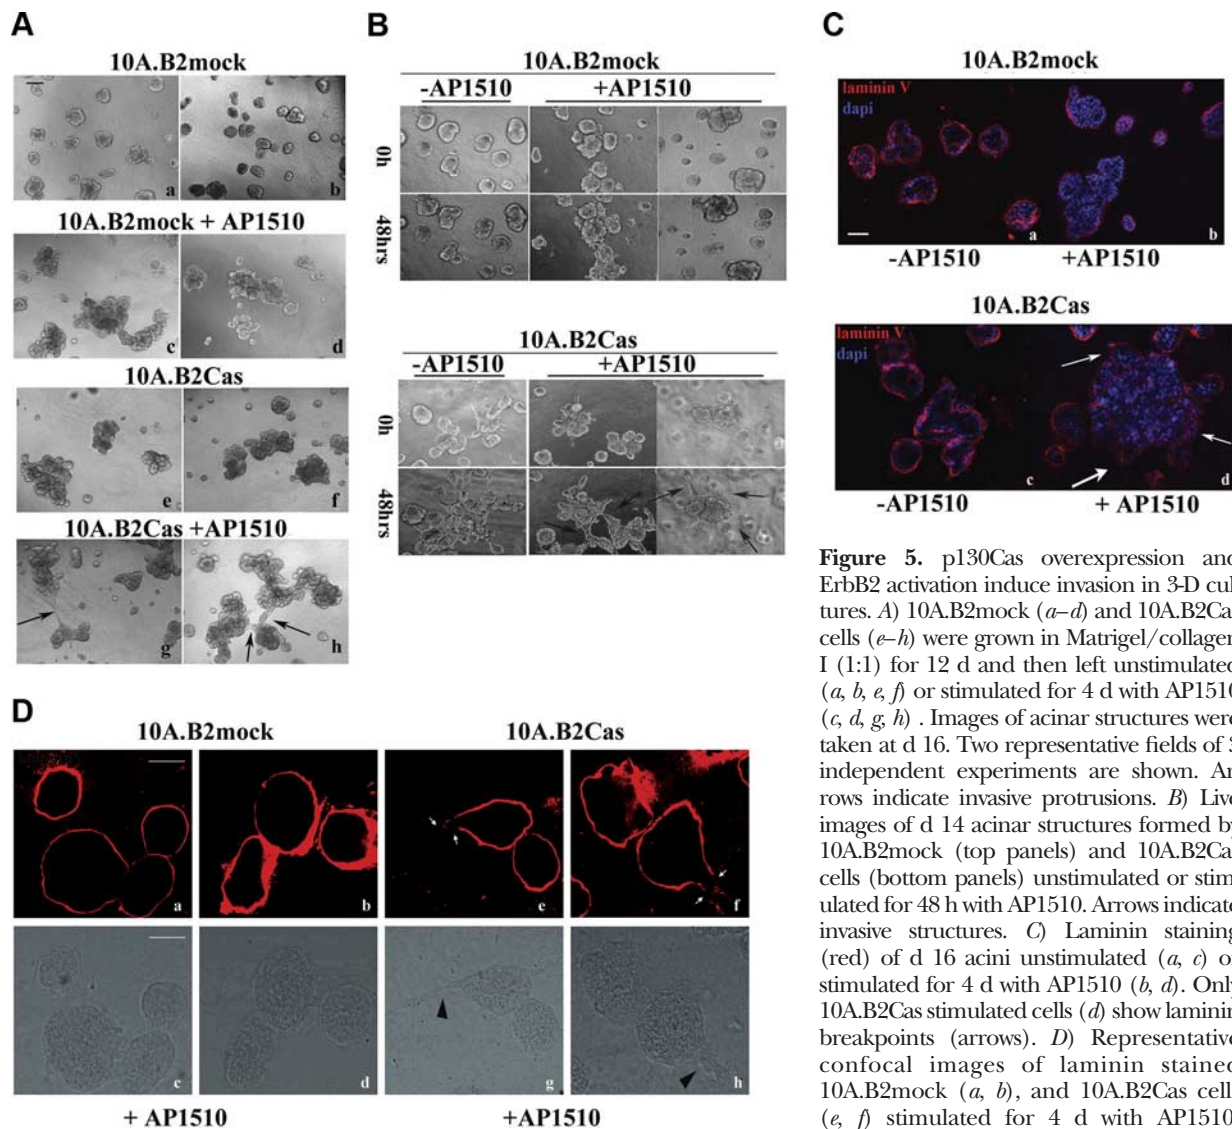 A
10A.B2mock
a
b
10A.B2mock + AP1510
c
d
10A.B2Cas
e
f
10A.B2Cas +AP1510
g
h
B
10A.B2mock
-AP1510
+AP1510
0h
48hrs
10A.B2Cas
-AP1510
+AP1510
0h
48hrs
C
10A.B2mock
laminin V
dapi
a
b
-AP1510
+AP1510
10A.B2Cas
laminin V
dapi
c
d
-AP1510
+ AP1510
D
10A.B2mock
10A.B2Cas
a
b
e
f
c
d
g
h
+ AP1510
+AP1510
Figure 5. p130Cas overexpression and
ErbB2 activation induce invasion in 3-D cul
tures. A) 10A.B2mock (a–d) and 10A.B2Ca
cells (e–h) were grown in Matrigel/collagen
I (1:1) for 12 d and then left unstimulated
(a, b, e, f) or stimulated for 4 d with AP1510
(c, d, g, h) . Images of acinar structures were
taken at d 16. Two representative fields of 3
independent experiments are shown. Ar
rows indicate invasive protrusions. B) Live
images of d 14 acinar structures formed by
10A.B2mock (top panels) and 10A.B2Cas
cells (bottom panels) unstimulated or stim
ulated for 48 h with AP1510. Arrows indicate
invasive structures. C) Laminin staining
(red) of d 16 acini unstimulated (a, c) o
stimulated for 4 d with AP1510 (b, d). Only
10A.B2Cas stimulated cells (d) show laminin
breakpoints (arrows). D) Representative
confocal images of laminin stained
10A.B2mock (a, b), and 10A.B2Cas cell
(e, f) stimulated for 4 d with AP1510